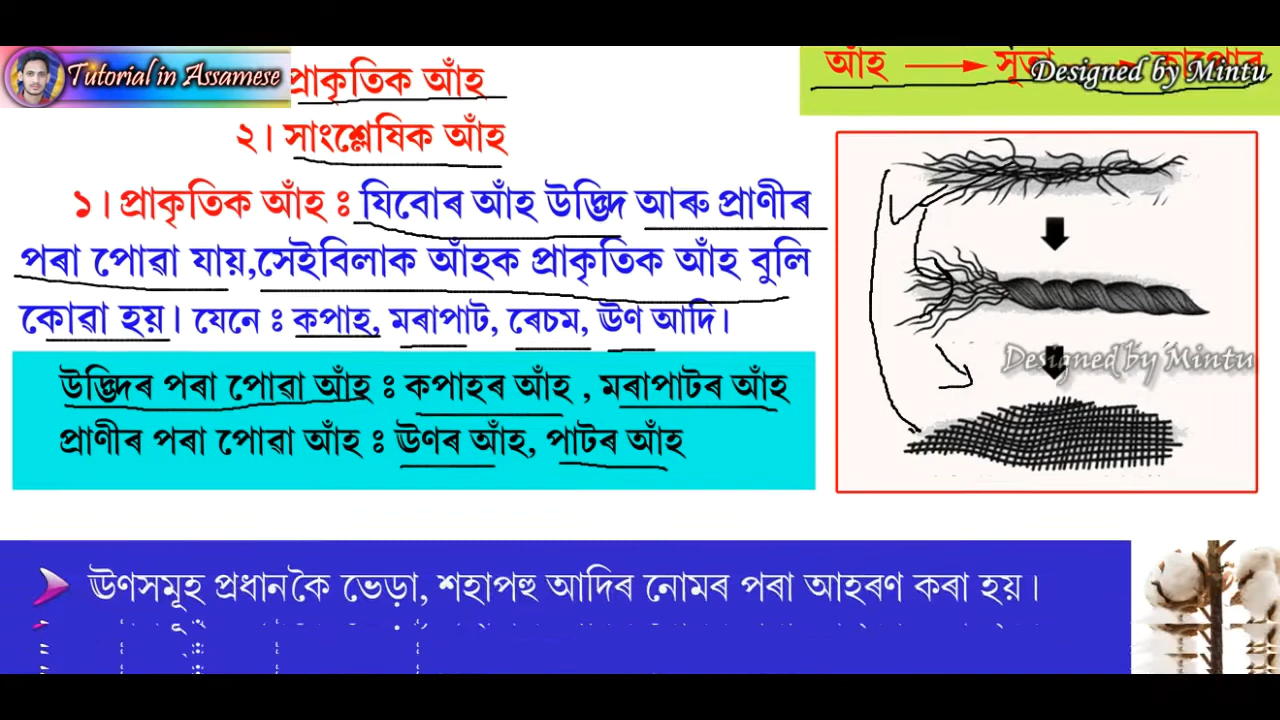 Tutorial in Assamese
প্ৰাকৃতিক আঁহ
আঁহ → সূতা → কাপোৰ
Designed by Mintu
২। সাংশ্লেষিক আঁহ
১। প্ৰাকৃতিক আঁহ ঃ যিবোৰ আঁহ উদ্ভিদ আৰু প্ৰাণীৰ
পৰা পোৱা যায়,সেইবিলাক আঁহক প্ৰাকৃতিক আঁহ বুলি
কোৱা হয়। যেনে ঃ কপাহ, মৰাপাট, ৰেচম, ঊণ আদি।
Designed by Mintu
উদ্ভিদৰ পৰা পোৱা আঁহ ঃ কপাহৰ আঁহ , মৰাপাটৰ আঁহ
প্ৰাণীৰ পৰা পোৱা আঁহ ঃ ঊণৰ আঁহ, পাটৰ আঁহ
ঊণসমূহ প্ৰধানকৈ ভেড়া, শহাপহু আদিৰ নোমৰ পৰা আহৰণ কৰা হয়।